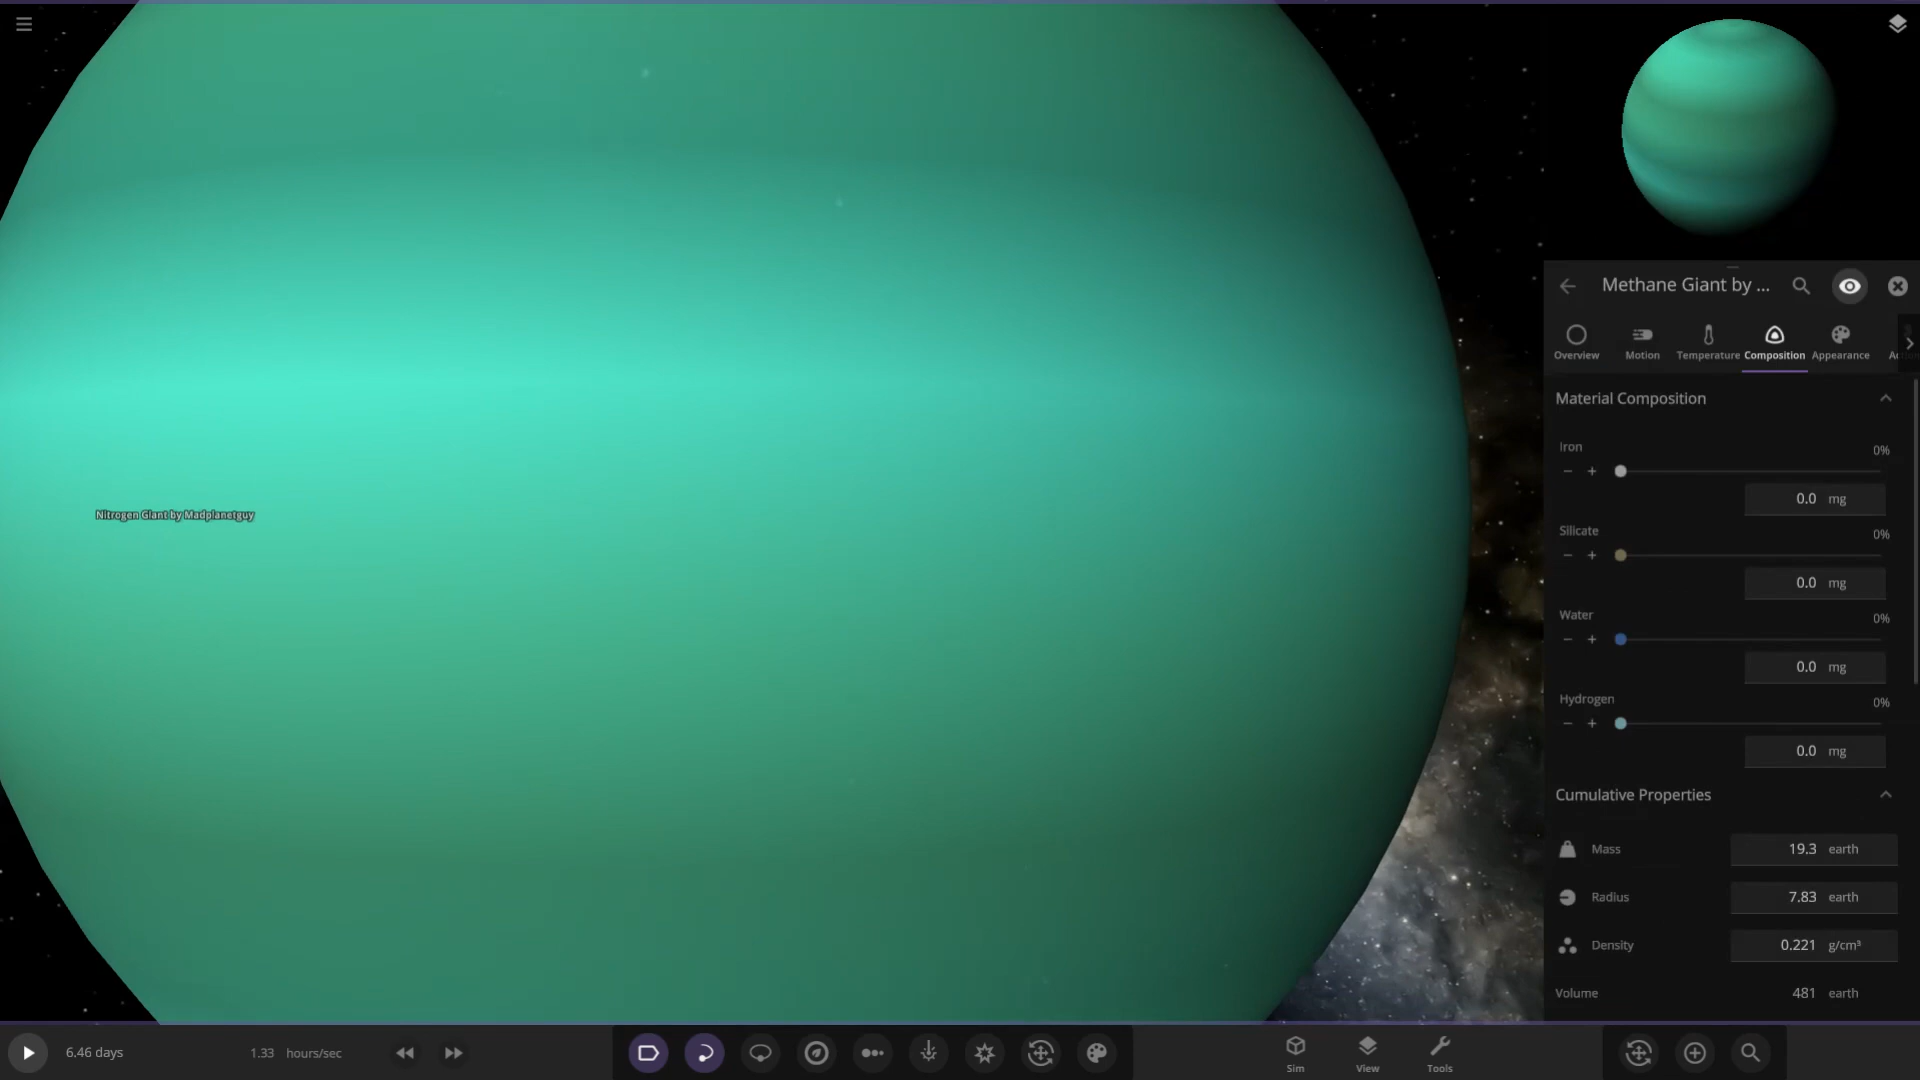 Methane Giant by ...
Overview
Motion
Temperature
Composition
Appearance
Material Composition
Iron
0%
0.0 mg
Silicate
0%
0.0 mg
Water
0%
0.0 mg
Hydrogen
0%
0.0 mg
Cumulative Properties
Mass 19.3 earth
Radius 7.83 earth
Density 0.221 g/cm³
Volume 481 earth
Nitrogen Giant by Madplanetguy
6.46 days
1.33 hours/sec
Sim
View
Tools